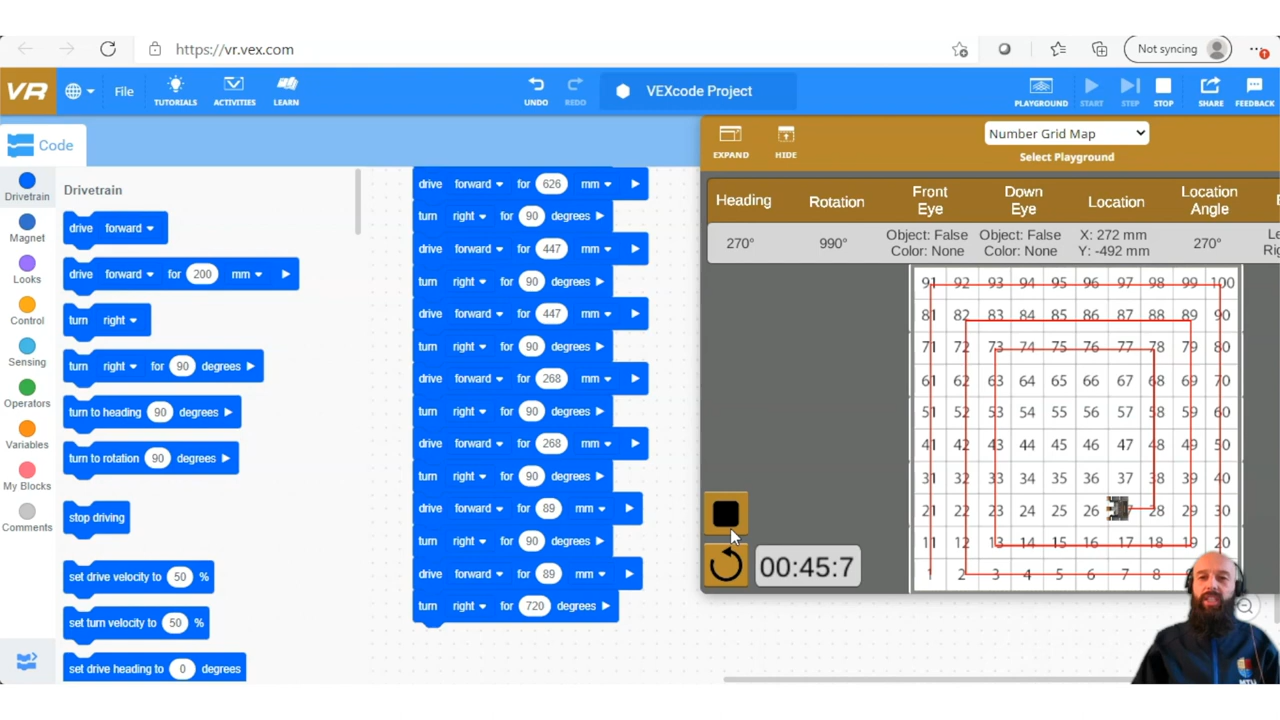 https://vr.vex.com
Not syncing
VR
File
TUTORIALS
ACTIVITIES
LEARN
UNDO
REDO
VEXcode Project
PLAYGROUND
START
STEP
STOP
SHARE
FEEDBACK
Code
EXPAND
HIDE
Number Grid Map
Select Playground
Drivetrain
Magnet
Looks
Control
Sensing
Operators
Variables
My Blocks
Comments
Drivetrain
drive forward
drive forward for 200 mm
turn right
turn right for 90 degrees
turn to heading 90 degrees
turn to rotation 90 degrees
stop driving
set drive velocity to 50 %
set turn velocity to 50 %
set drive heading to 0 degrees
drive forward for 626 mm
turn right for 90 degrees
drive forward for 447 mm
turn right for 90 degrees
drive forward for 447 mm
turn right for 90 degrees
drive forward for 268 mm
turn right for 90 degrees
drive forward for 268 mm
turn right for 90 degrees
drive forward for 89 mm
turn right for 90 degrees
drive forward for 89 mm
turn right for 720 degrees
Heading Rotation Front Eye Down Eye Location Location Angle
270° 990° Object: False Color: None Object: False Color: None X: 272 mm Y: -492 mm 270°
91 92 93 94 95 96 97 98 99 100
81 82 83 84 85 86 87 88 89 90
71 72 73 74 75 76 77 78 79 80
61 62 63 64 65 66 67 68 69 70
51 52 53 54 55 56 57 58 59 60
41 42 43 44 45 46 47 48 49 50
31 32 33 34 35 36 37 38 39 40
21 22 23 24 25 26 28 29 30
11 12 13 14 15 16 17 18 19 20
1 2 3 4 5 6 7 8
00:45:7